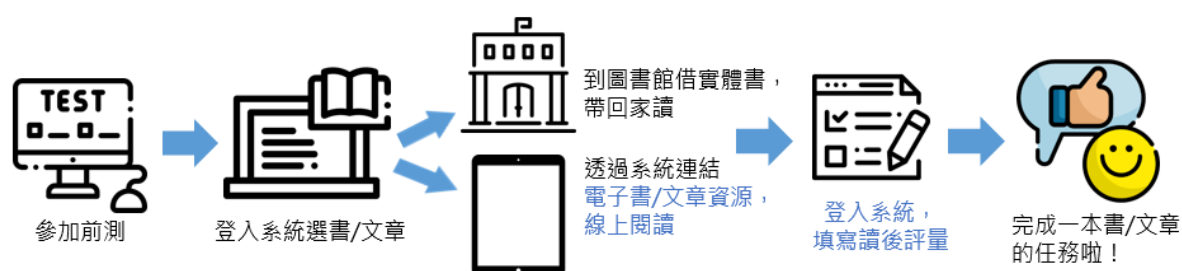 TEST
參加前測
登入系統選書/文章
到圖書館借實體書，
帶回家讀
透過系統連結
電子書/文章資源，
線上閱讀
登入系統，
填寫讀後評量
完成一本書/文章
的任務啦！